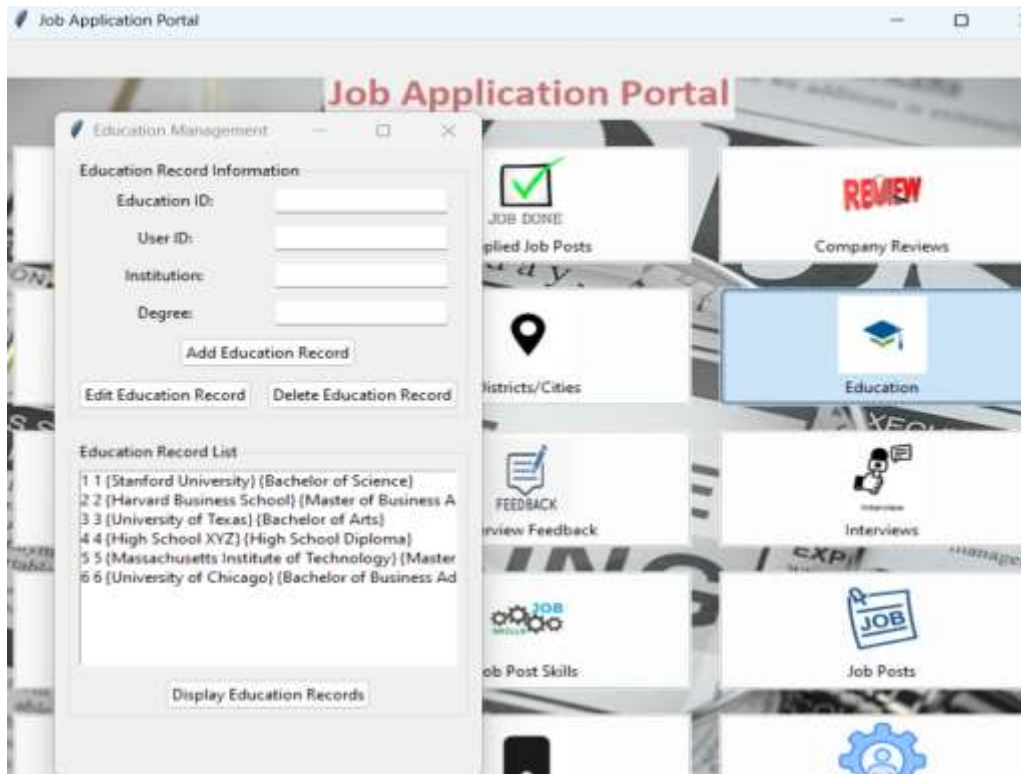 Job Application Portal
Job Application Portal
Education Management
Education Record Information
Education ID:
User ID:
Institution:
Degree:
Add Education Record
Edit Education Record Delete Education Record
Education Record List
1 1 {Stanford University} {Bachelor of Science}
2 2 {Harvard Business School} {Master of Business A
3 3 {University of Texas} {Bachelor of Arts}
4 4 {High School XYZ} {High School Diploma}
5 5 {Massachusetts Institute of Technology} {Master
6 6 {University of Chicago} {Bachelor of Business Ad
Display Education Records
JOB DONE
plied Job Posts
REVIEW
Company Reviews
istricts/Cities
Education
FEEDBACK
rview Feedback
Interview
Interviews
JOB
SKILLS
ob Post Skills
JOB
Job Posts